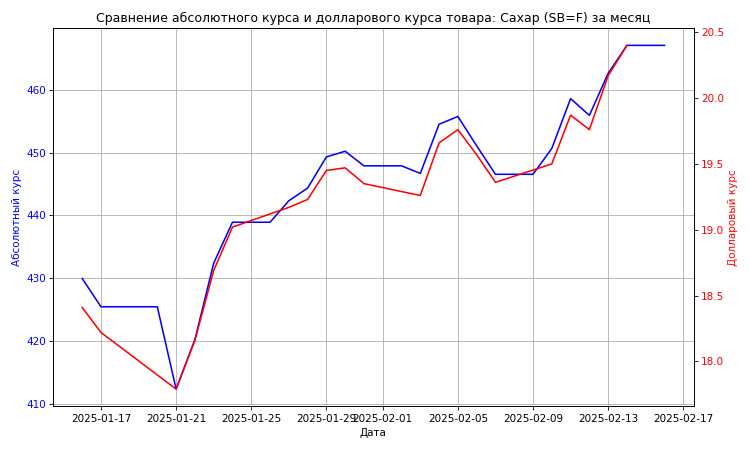 Сравнение абсолютного курса и долларового курса товара: Сахар (SB=F) за месяц
Абсолютный курс
460
450
440
430
420
410
20.5
20.0
19.5
19.0
18.5
18.0
Долларовый курс
2025-01-17 2025-01-21 2025-01-25 2025-01-29 2025-02-01 2025-02-05 2025-02-09 2025-02-13 2025-02-17
Дата